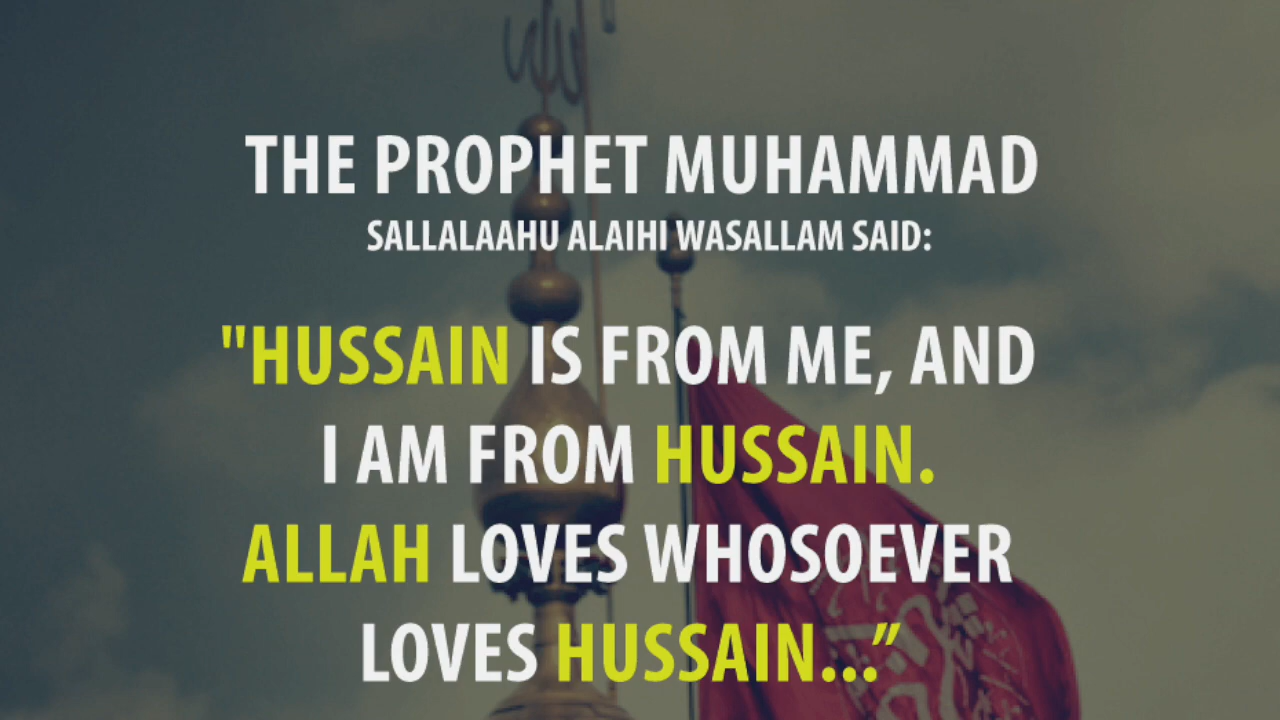 THE PROPHET MUHAMMAD
SALLALAAHU ALAIHI WASALLAM SAID:
"HUSSAIN IS FROM ME, AND
I AM FROM HUSSAIN.
ALLAH LOVES WHOSOEVER
LOVES HUSSAIN...”